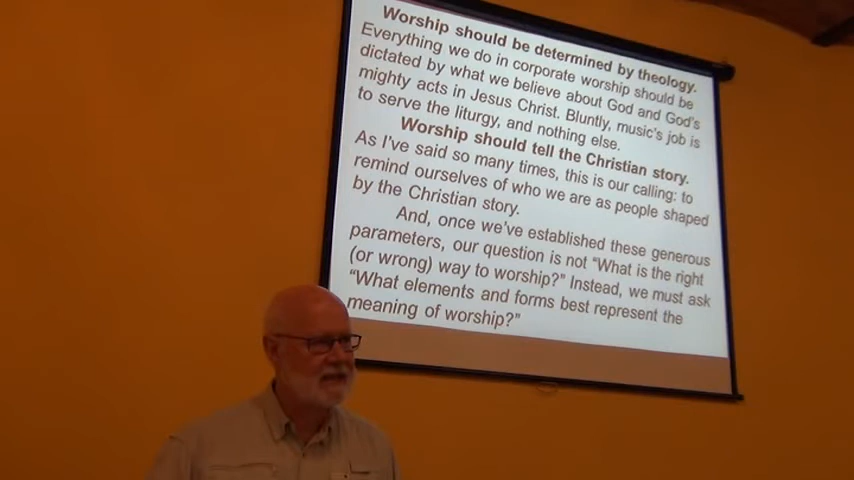 Worship should be determined by theology.
Everything we do in corporate worship should be
dictated by what we believe about God and God's
mighty acts in Jesus Christ. Bluntly, music's job is
to serve the liturgy, and nothing else.
Worship should tell the Christian story.
As I've said so many times, this is our calling: to
remind ourselves of who we are as people shaped
by the Christian story.
And, once we've established these generous
parameters, our question is not "What is the right
(or wrong) way to worship?" Instead, we must ask
"What elements and forms best represent the
meaning of worship?"